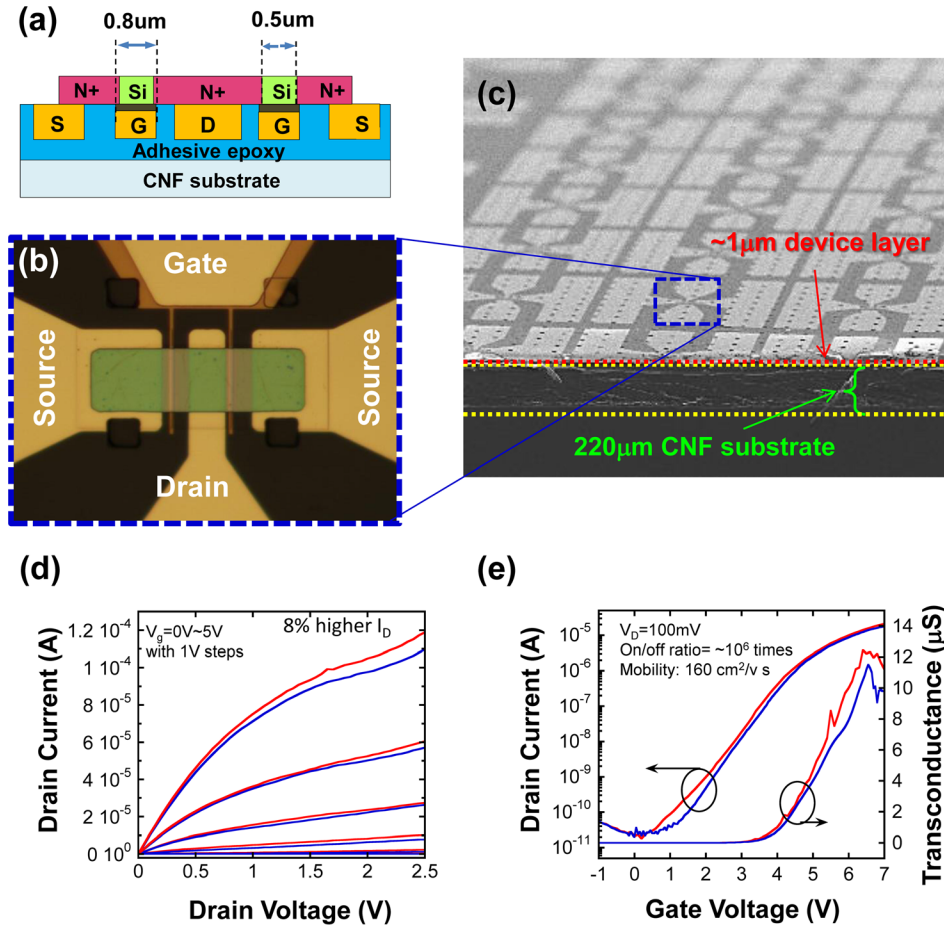 (a)
0.8um
0.5um
N+
Si
N+
Si
N+
S
G
D
G
S
Adhesive epoxy
CNF substrate
(b)
Gate
Source
Source
Drain
(c)
~1μm device layer
220μm CNF substrate
(d)
Vg=0V~5V
with 1V steps
8% higher ID
1.2 10-4
1 10-4
8 10-5
6 10-5
4 10-5
2 10-5
0 100
0
0.5
1
1.5
2
2.5
Drain Current (A)
Drain Voltage (V)
(e)
VD=100mV
On/off ratio= ~10⁶ times
Mobility: 160 cm²/v s
10-5
10-6
10-7
10-8
10-9
10-10
10-11
14
12
10
8
6
4
2
0
-1
0
1
2
3
4
5
6
7
Drain Current (A)
Transconductance (μS)
Gate Voltage (V)